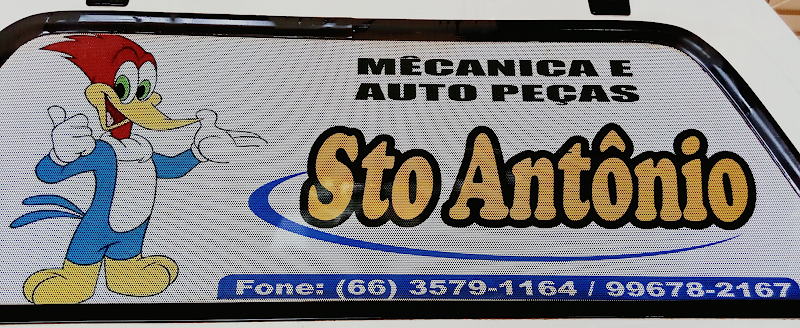 MÊCANICA E
AUTO PEÇAS
Sto Antônio
Fone: (66) 3579-1164 / 99678-2167